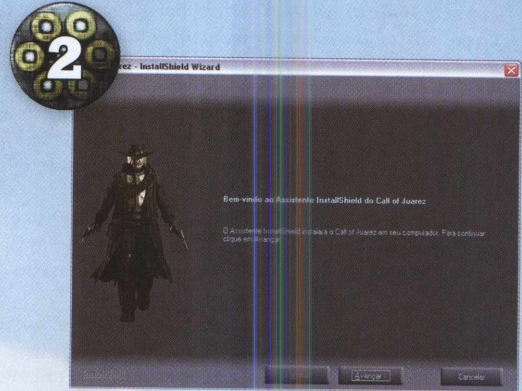 2
rez - InstallShield Wizard
Bem-vindo ao Assistente InstallShield do Call of Juarez
O Assistente InstallShield instalará o Call of Juarez em seu computador. Para continuar
clique em Avançar.
InstallShield
Avançar >
Cancelar